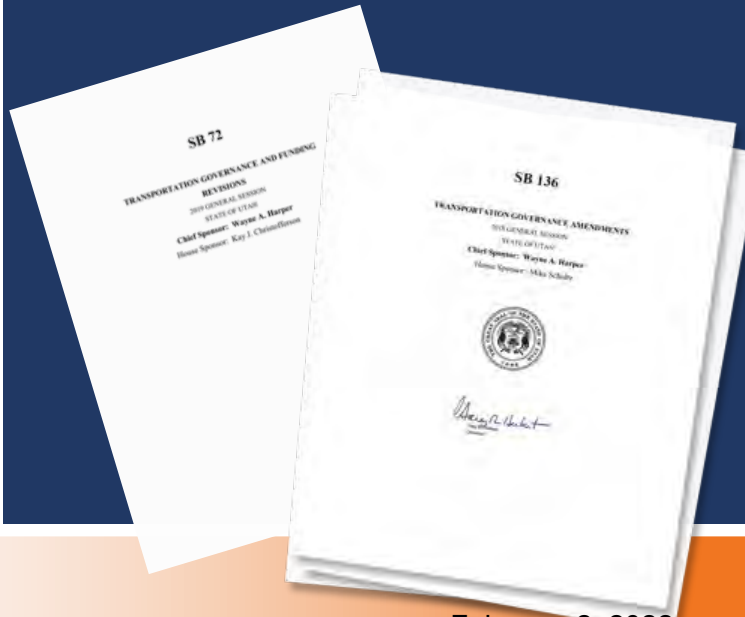 SB 72
TRANSPORTATION GOVERNANCE AND FUNDING
REVISIONS
2019 GENERAL SESSION
STATE OF UTAH
Chief Sponsor: Wayne A. Harper
House Sponsor: Kay J. Christofferson
SB 136
TRANSPORTATION GOVERNANCE AMENDMENTS
2018 GENERAL SESSION
STATE OF UTAH
Chief Sponsor: Wayne A. Harper
House Sponsor: Mike Schultz